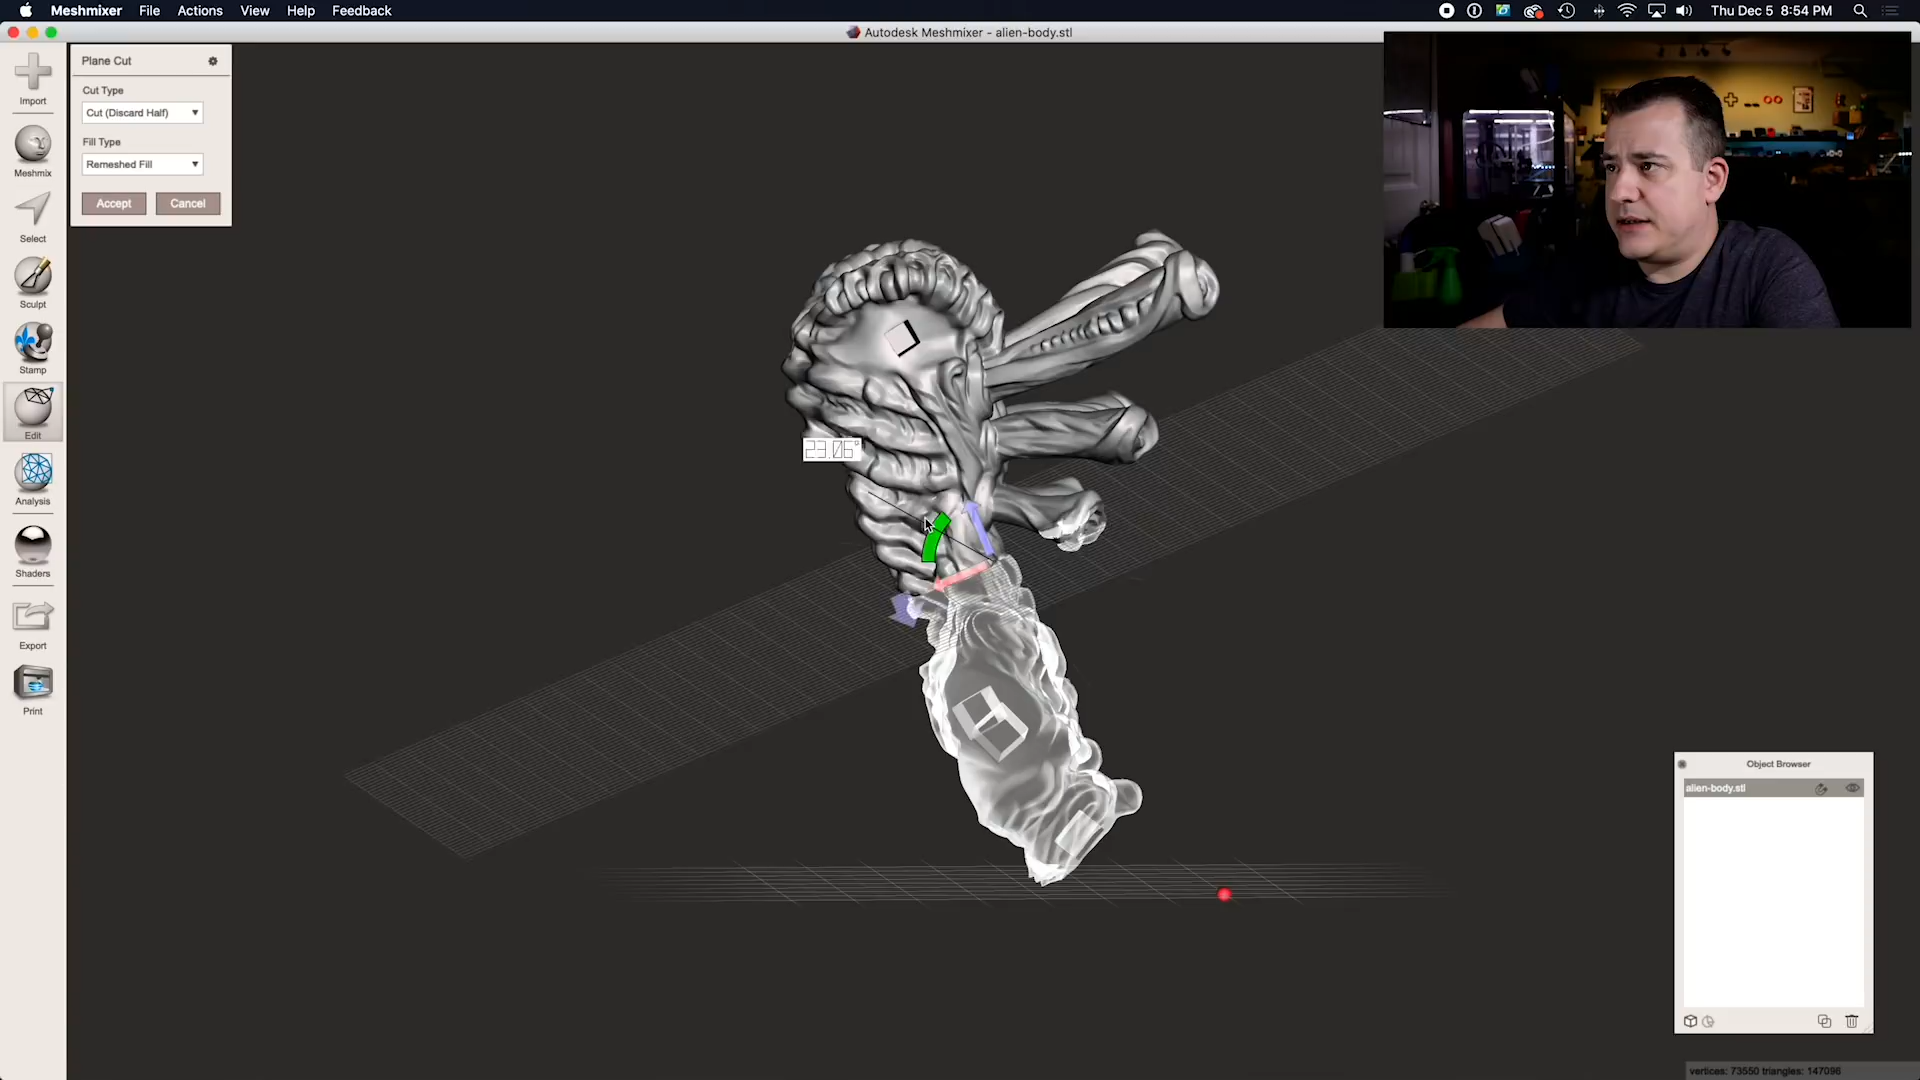 Meshmixer File Actions View Help Feedback
Thu Dec 5 8:54 PM
Autodesk Meshmixer - alien-body.stl
Import
Meshmix
Select
Sculpt
Stamp
Edit
Analysis
Shaders
Export
Print
Plane Cut
Cut Type
Cut (Discard Half)
Fill Type
Remeshed Fill
Accept Cancel
23.06°
Object Browser
alien-body.stl
vertices: 73550 triangles: 147096